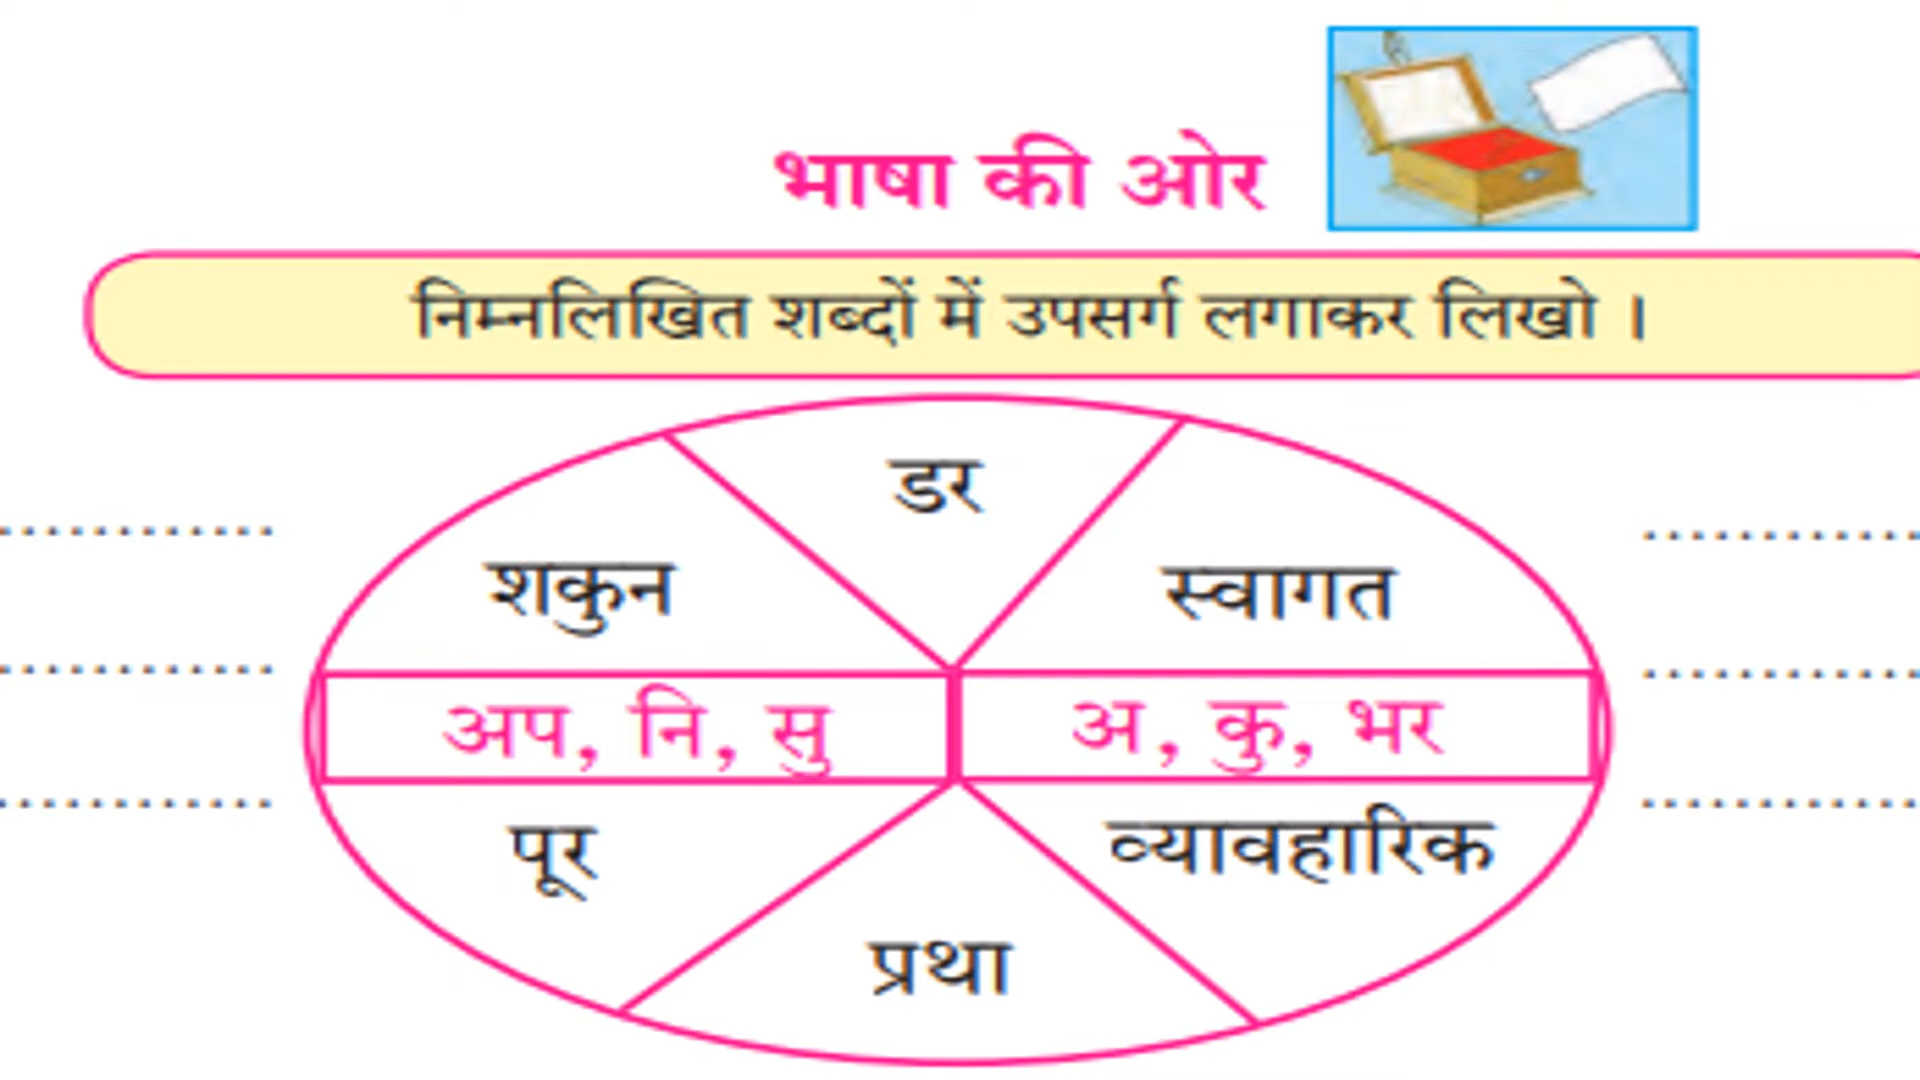 भाषा की ओर
निम्नलिखित शब्दों में उपसर्ग लगाकर लिखो ।
डर
शकुन
स्वागत
अप, नि, सु
अ, कु, भर
पूर
व्यावहारिक
प्रथा